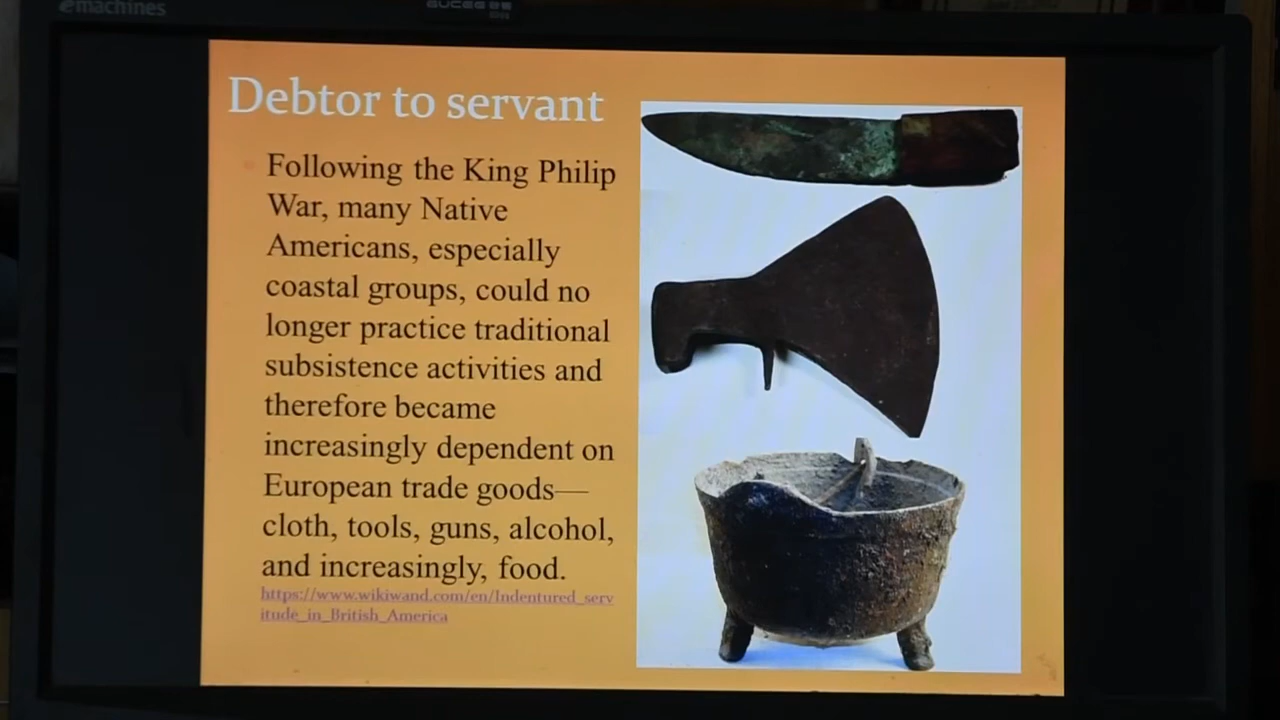 emachines
Debtor to servant
Following the King Philip
War, many Native
Americans, especially
coastal groups, could no
longer practice traditional
subsistence activities and
therefore became
increasingly dependent on
European trade goods—
cloth, tools, guns, alcohol,
and increasingly, food.
https://www.wikiwand.com/en/Indentured_serv
itude_in_British_America